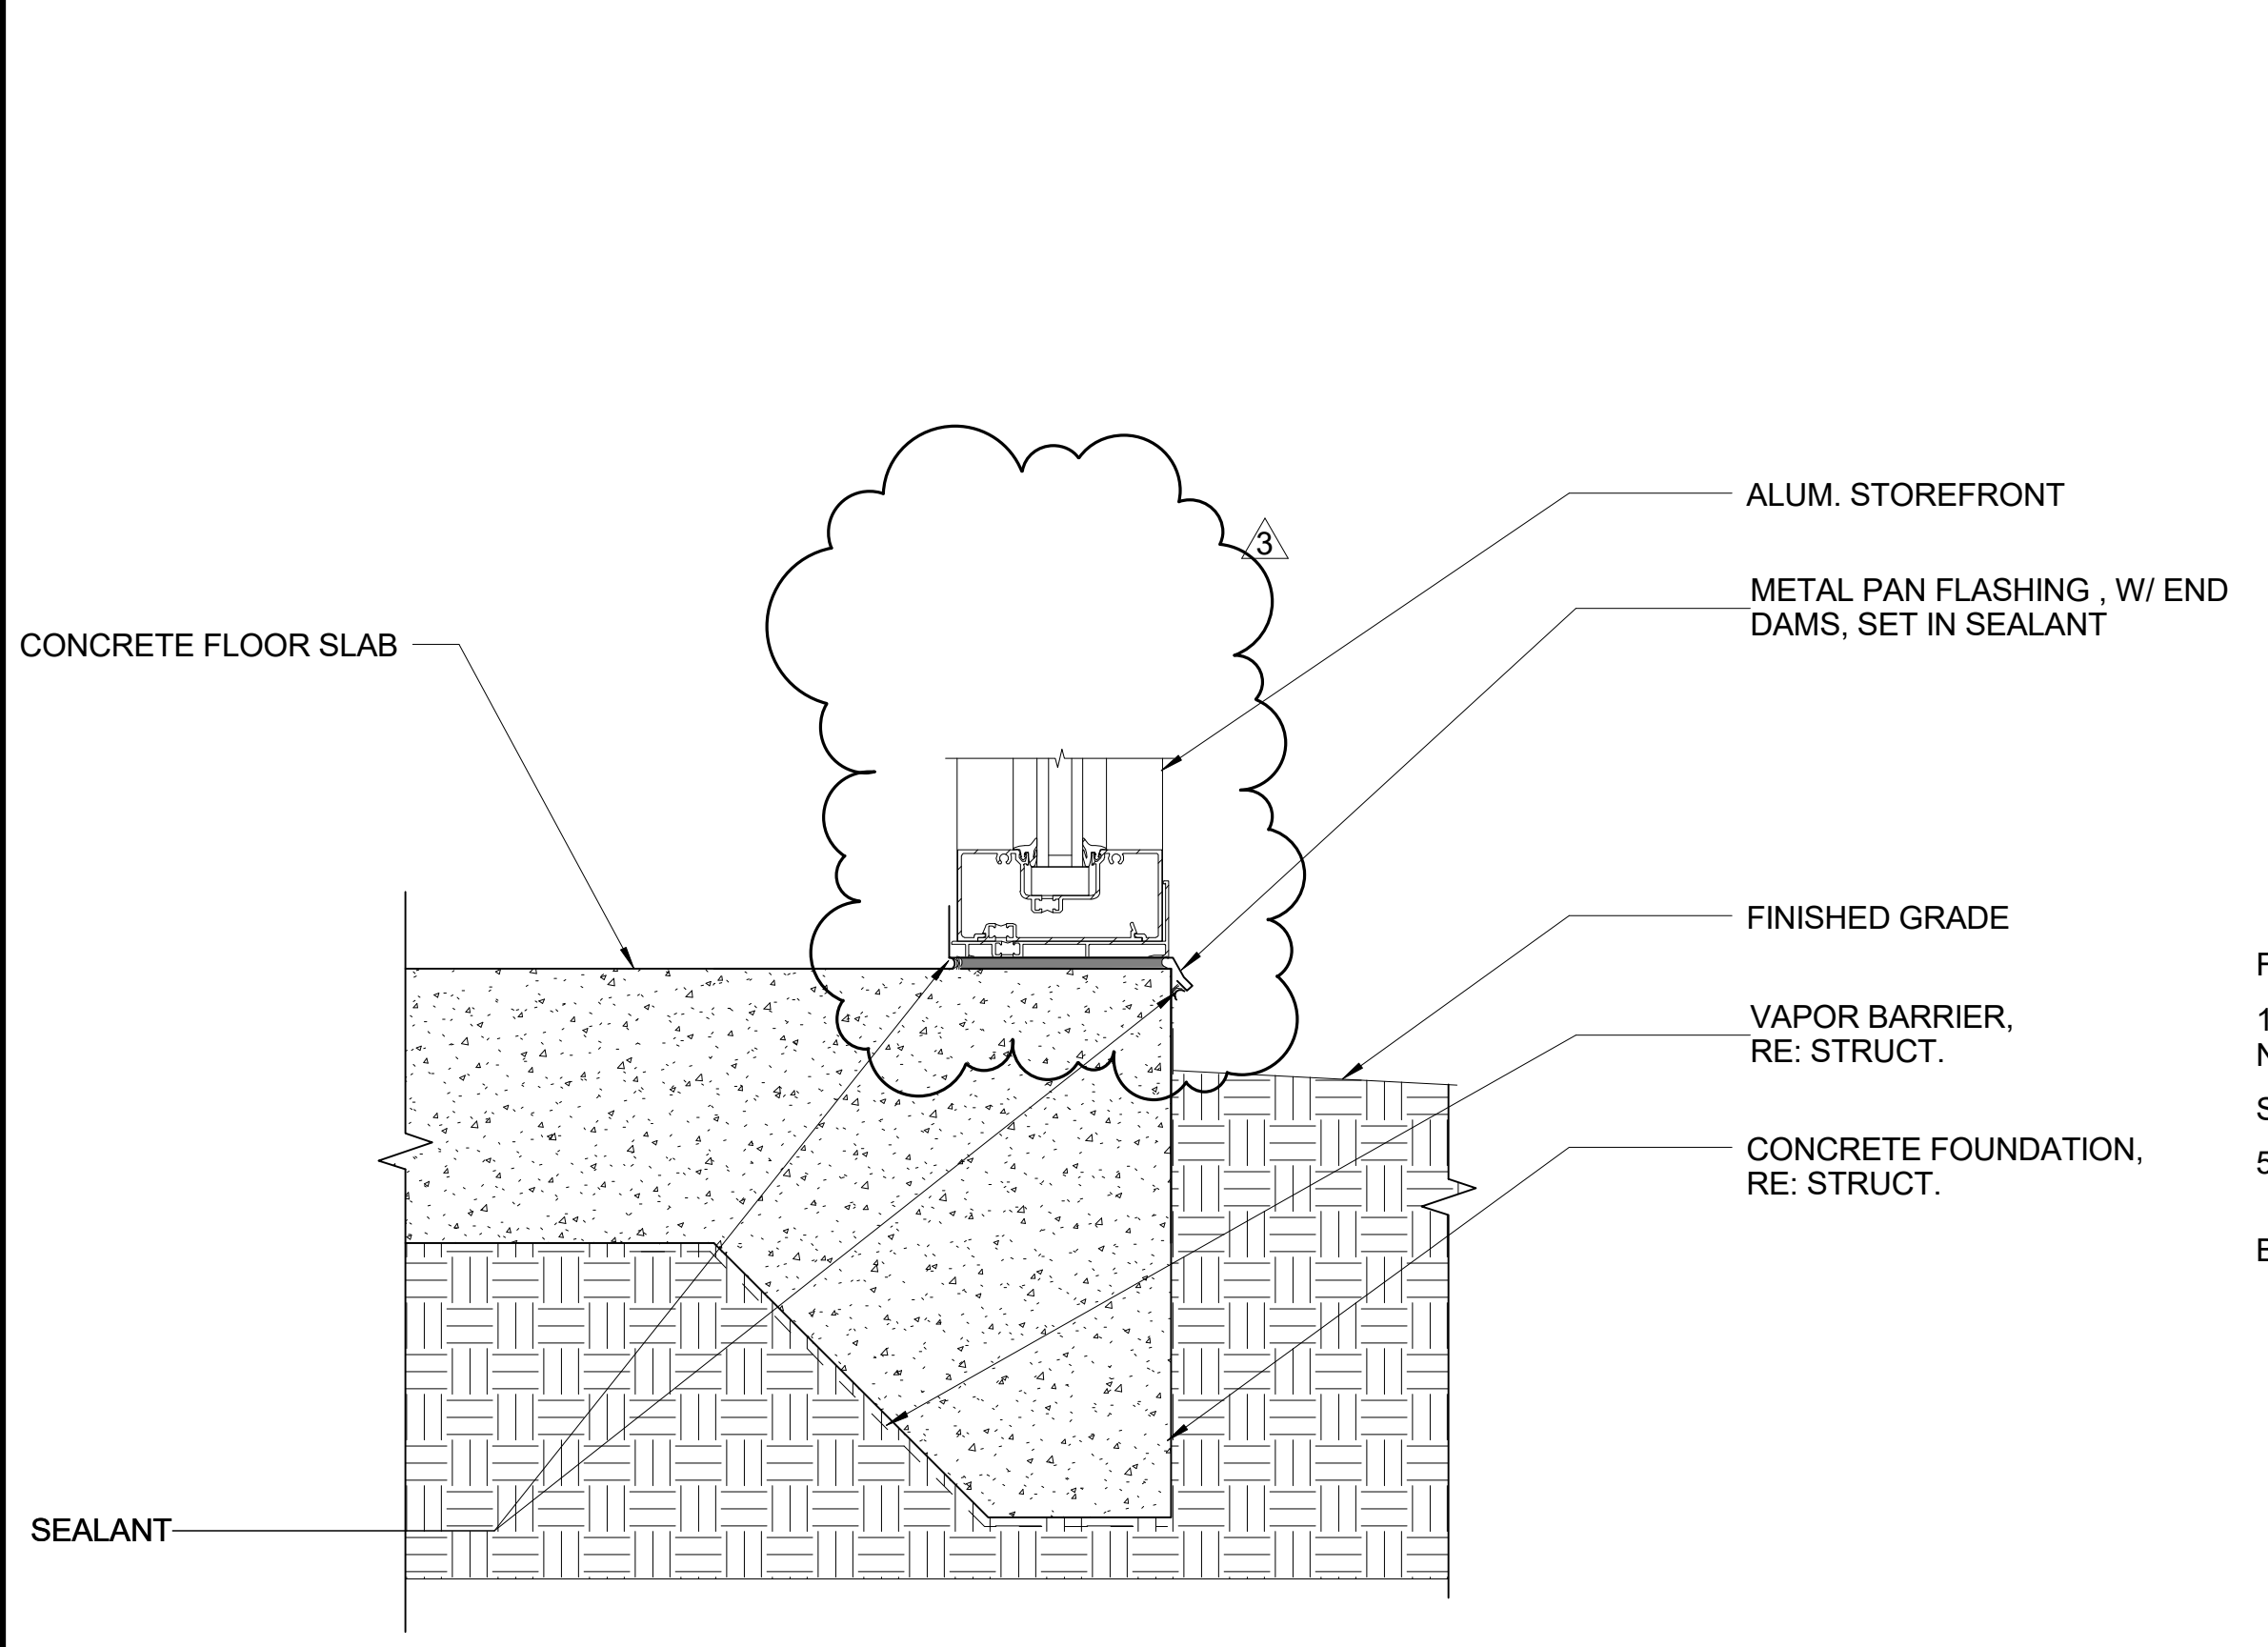 ALUM. STOREFRONT
3
METAL PAN FLASHING , W/ END
DAMS, SET IN SEALANT
CONCRETE FLOOR SLAB
FINISHED GRADE
VAPOR BARRIER,
RE: STRUCT.
CONCRETE FOUNDATION,
RE: STRUCT.
SEALANT